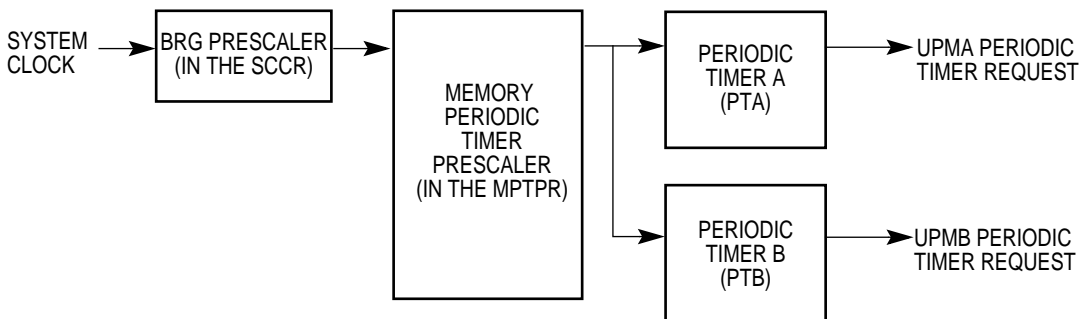 SYSTEM
CLOCK
BRG PRESCALER
(IN THE SCCR)
MEMORY
PERIODIC
TIMER
PRESCALER
(IN THE MPTPR)
PERIODIC
TIMER A
(PTA)
UPMA PERIODIC
TIMER REQUEST
PERIODIC
TIMER B
(PTB)
UPMB PERIODIC
TIMER REQUEST